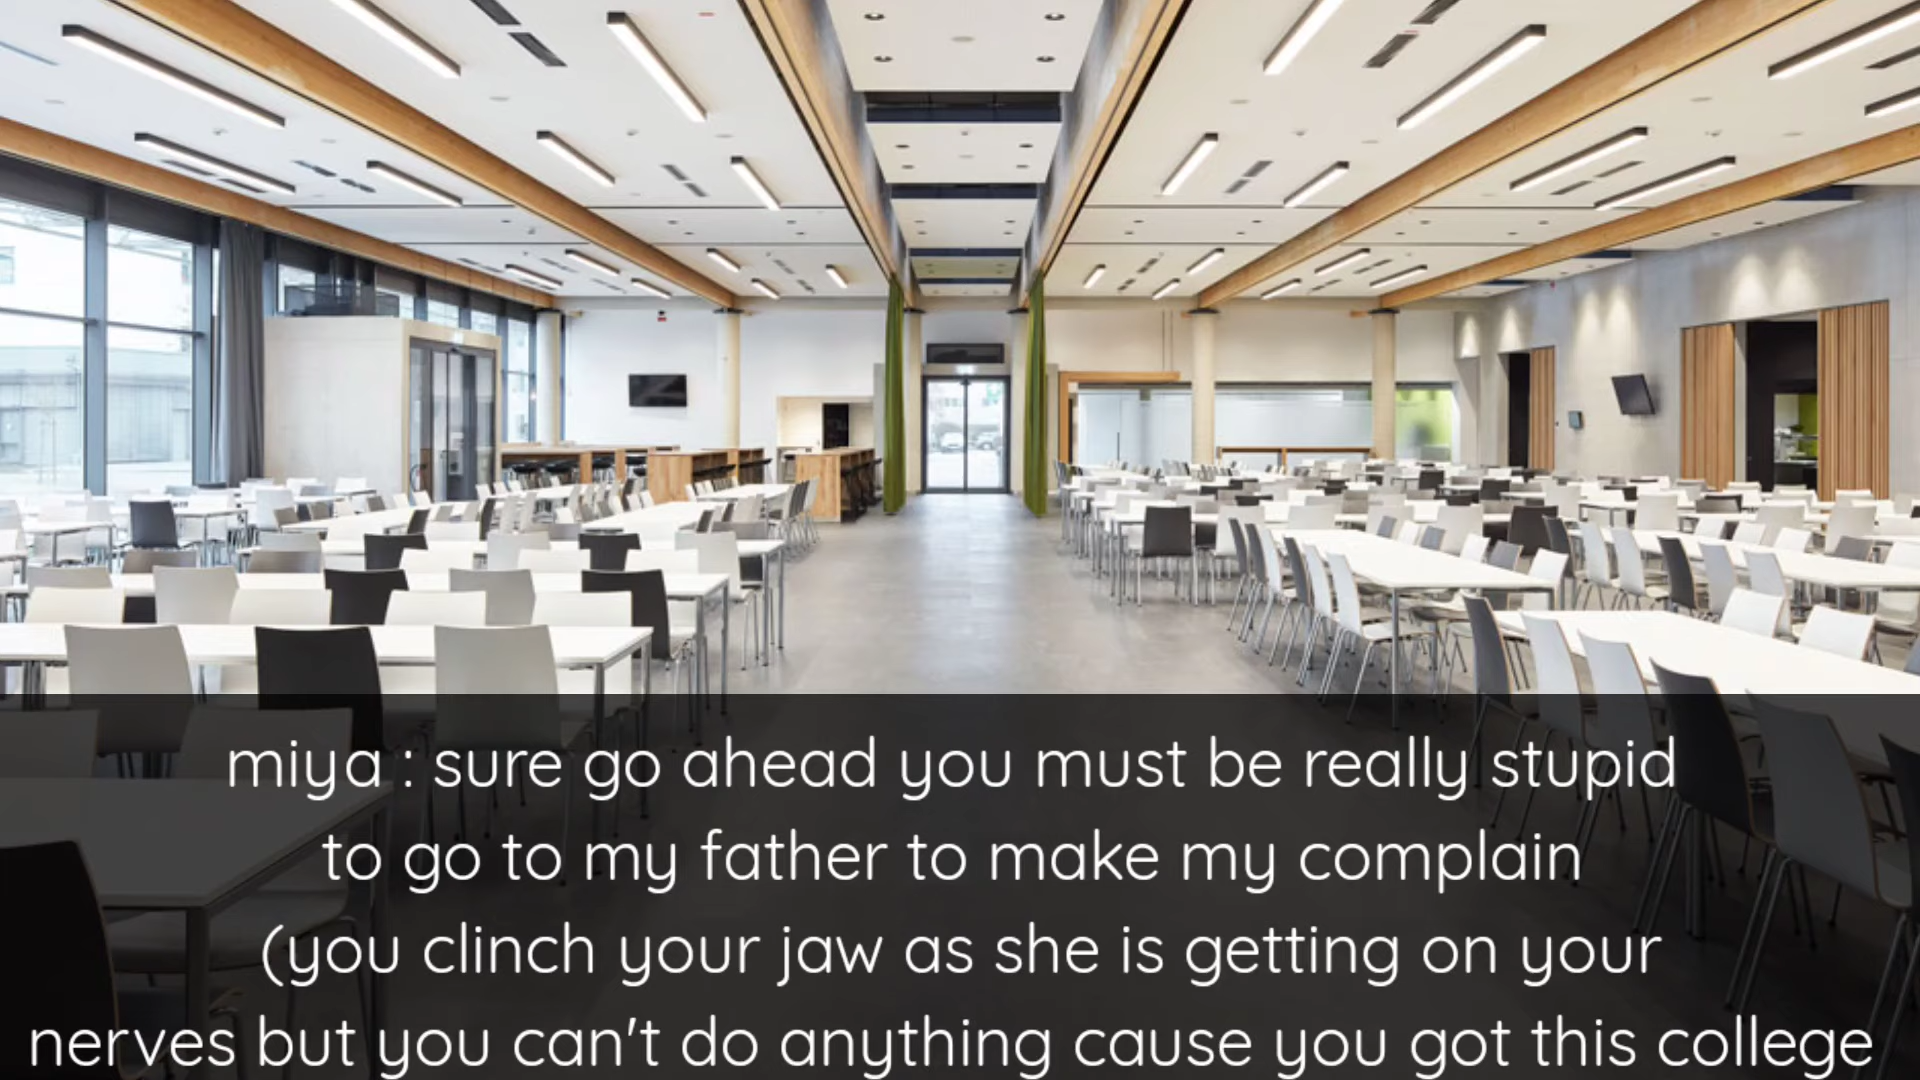 miya : sure go ahead you must be really stupid
to go to my father to make my complain
(you clinch your jaw as she is getting on your
nerves but you can't do anything cause you got this college